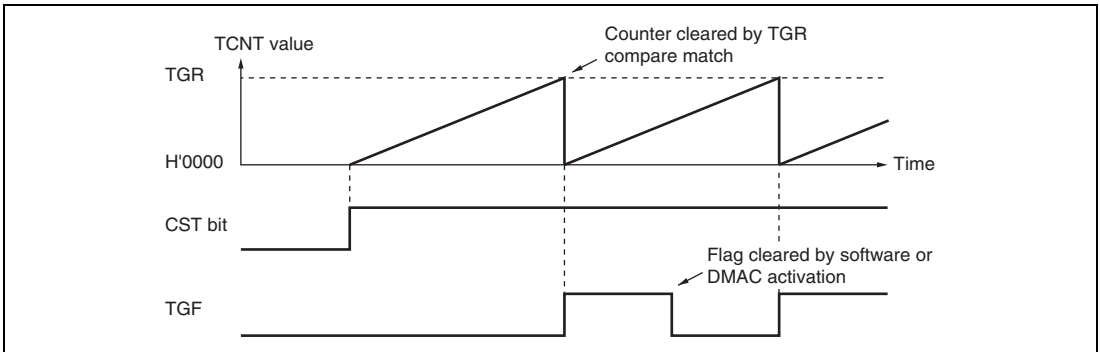 TCNT value
Counter cleared by TGR
compare match
TGR
H'0000
Time
CST bit
Flag cleared by software or
DMAC activation
TGF